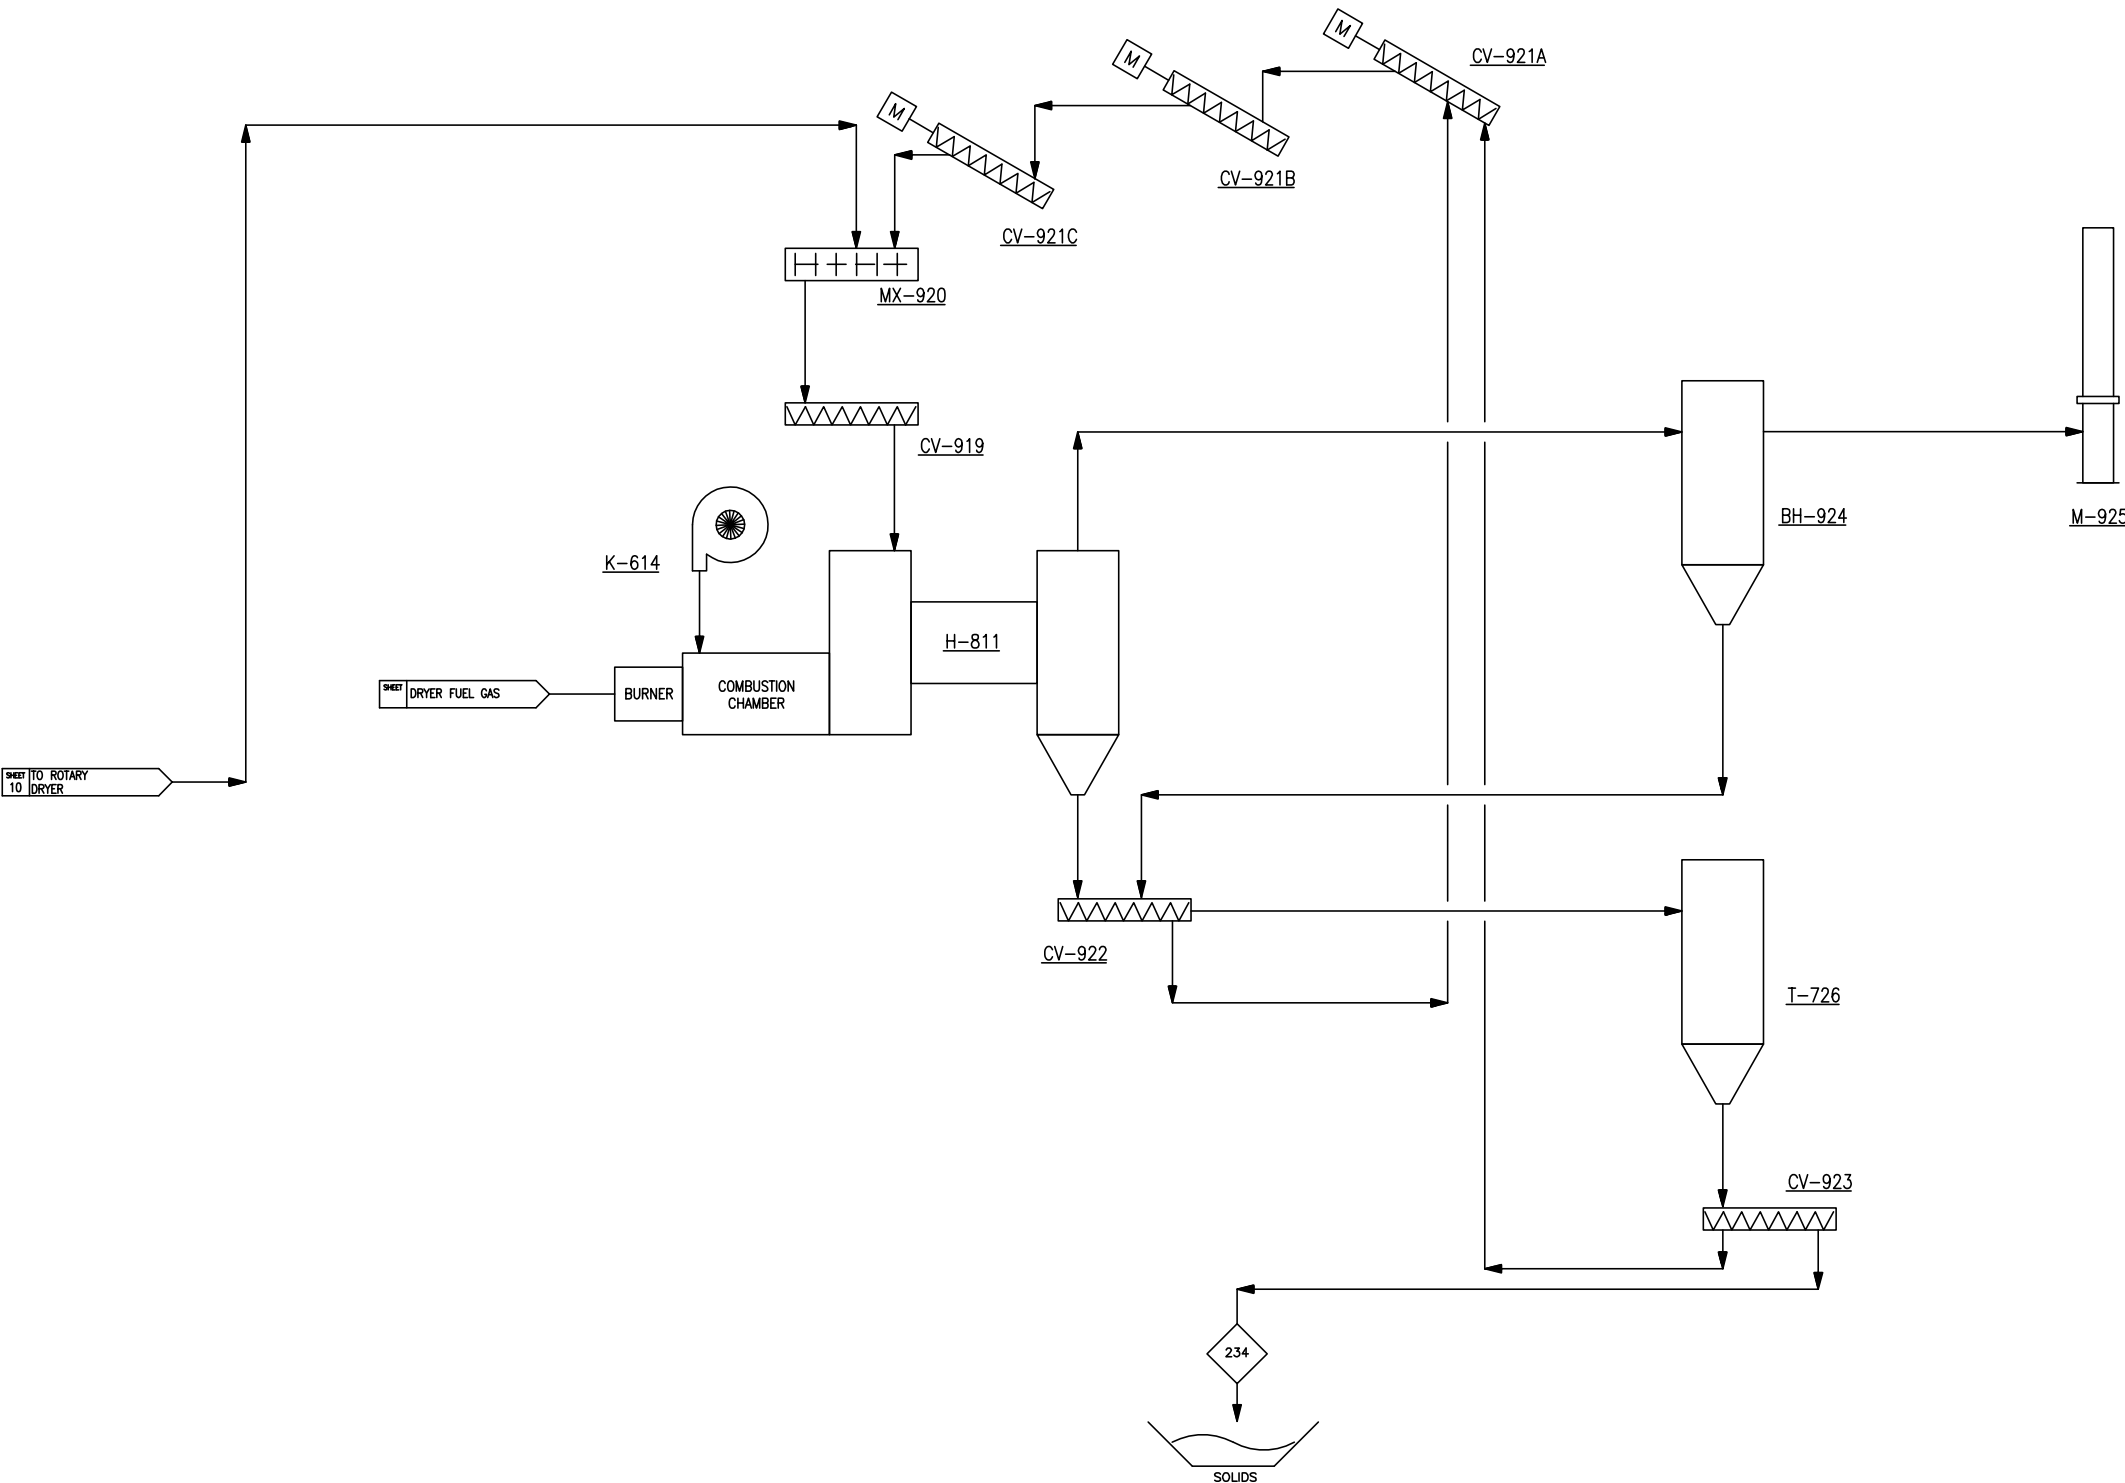 M
CV-921A
M
M
CV-921B
CV-921C
MX-920
CV-919
K-614
BH-924
M-925
H-811
BURNER
COMBUSTION
CHAMBER
SHEET
DRYER FUEL GAS
SHEET
10
TO ROTARY
DRYER
CV-922
T-726
CV-923
234
SOLIDS